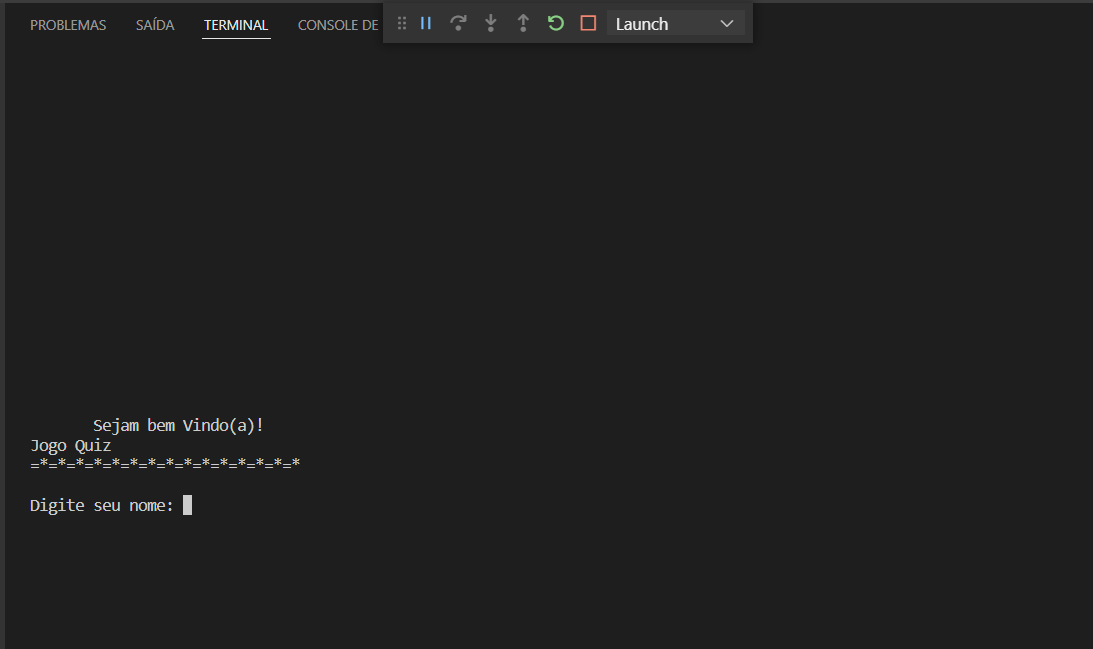 PROBLEMAS SAÍDA TERMINAL CONSOLE DE Launch
Sejam bem Vindo(a)!
Jogo Quiz
=*=*=*=*=*=*=*=*=*=*=*=*=*=*=*
Digite seu nome: